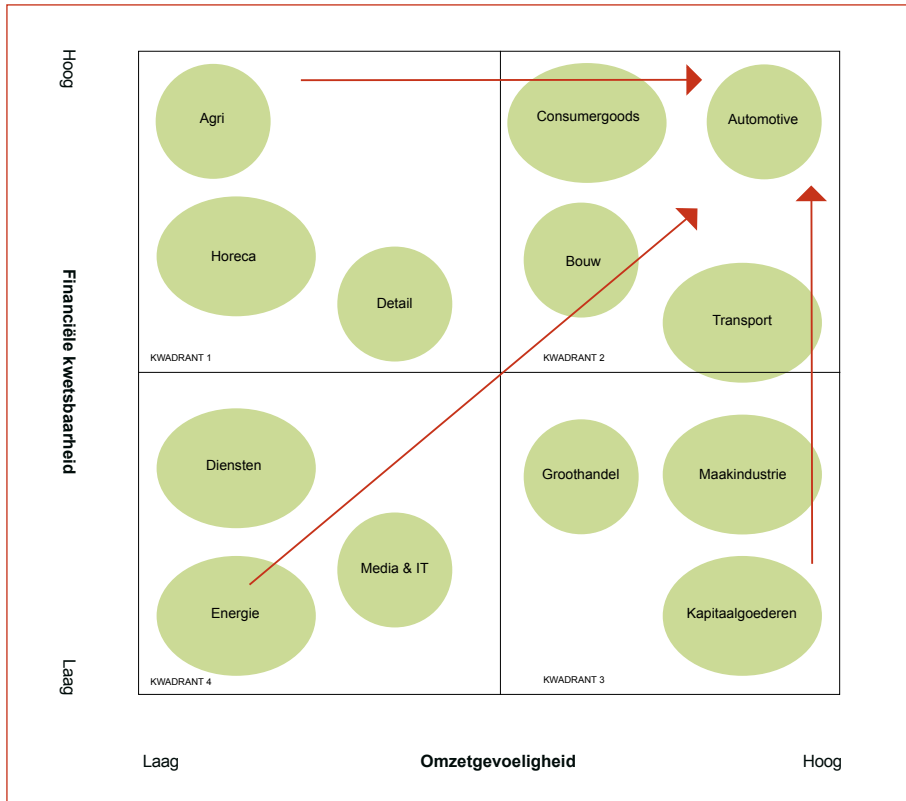 Hoog
Financiële kwetsbaarheid
Laag
Agri
Horeca
Detail
KWADRANT 1
Consumergoods
Automotive
Bouw
Transport
KWADRANT 2
Diensten
Media & IT
Energie
KWADRANT 4
Groothandel
Maakindustrie
Kapitaalgoederen
KWADRANT 3
Laag
Omzetgevoeligheid
Hoog